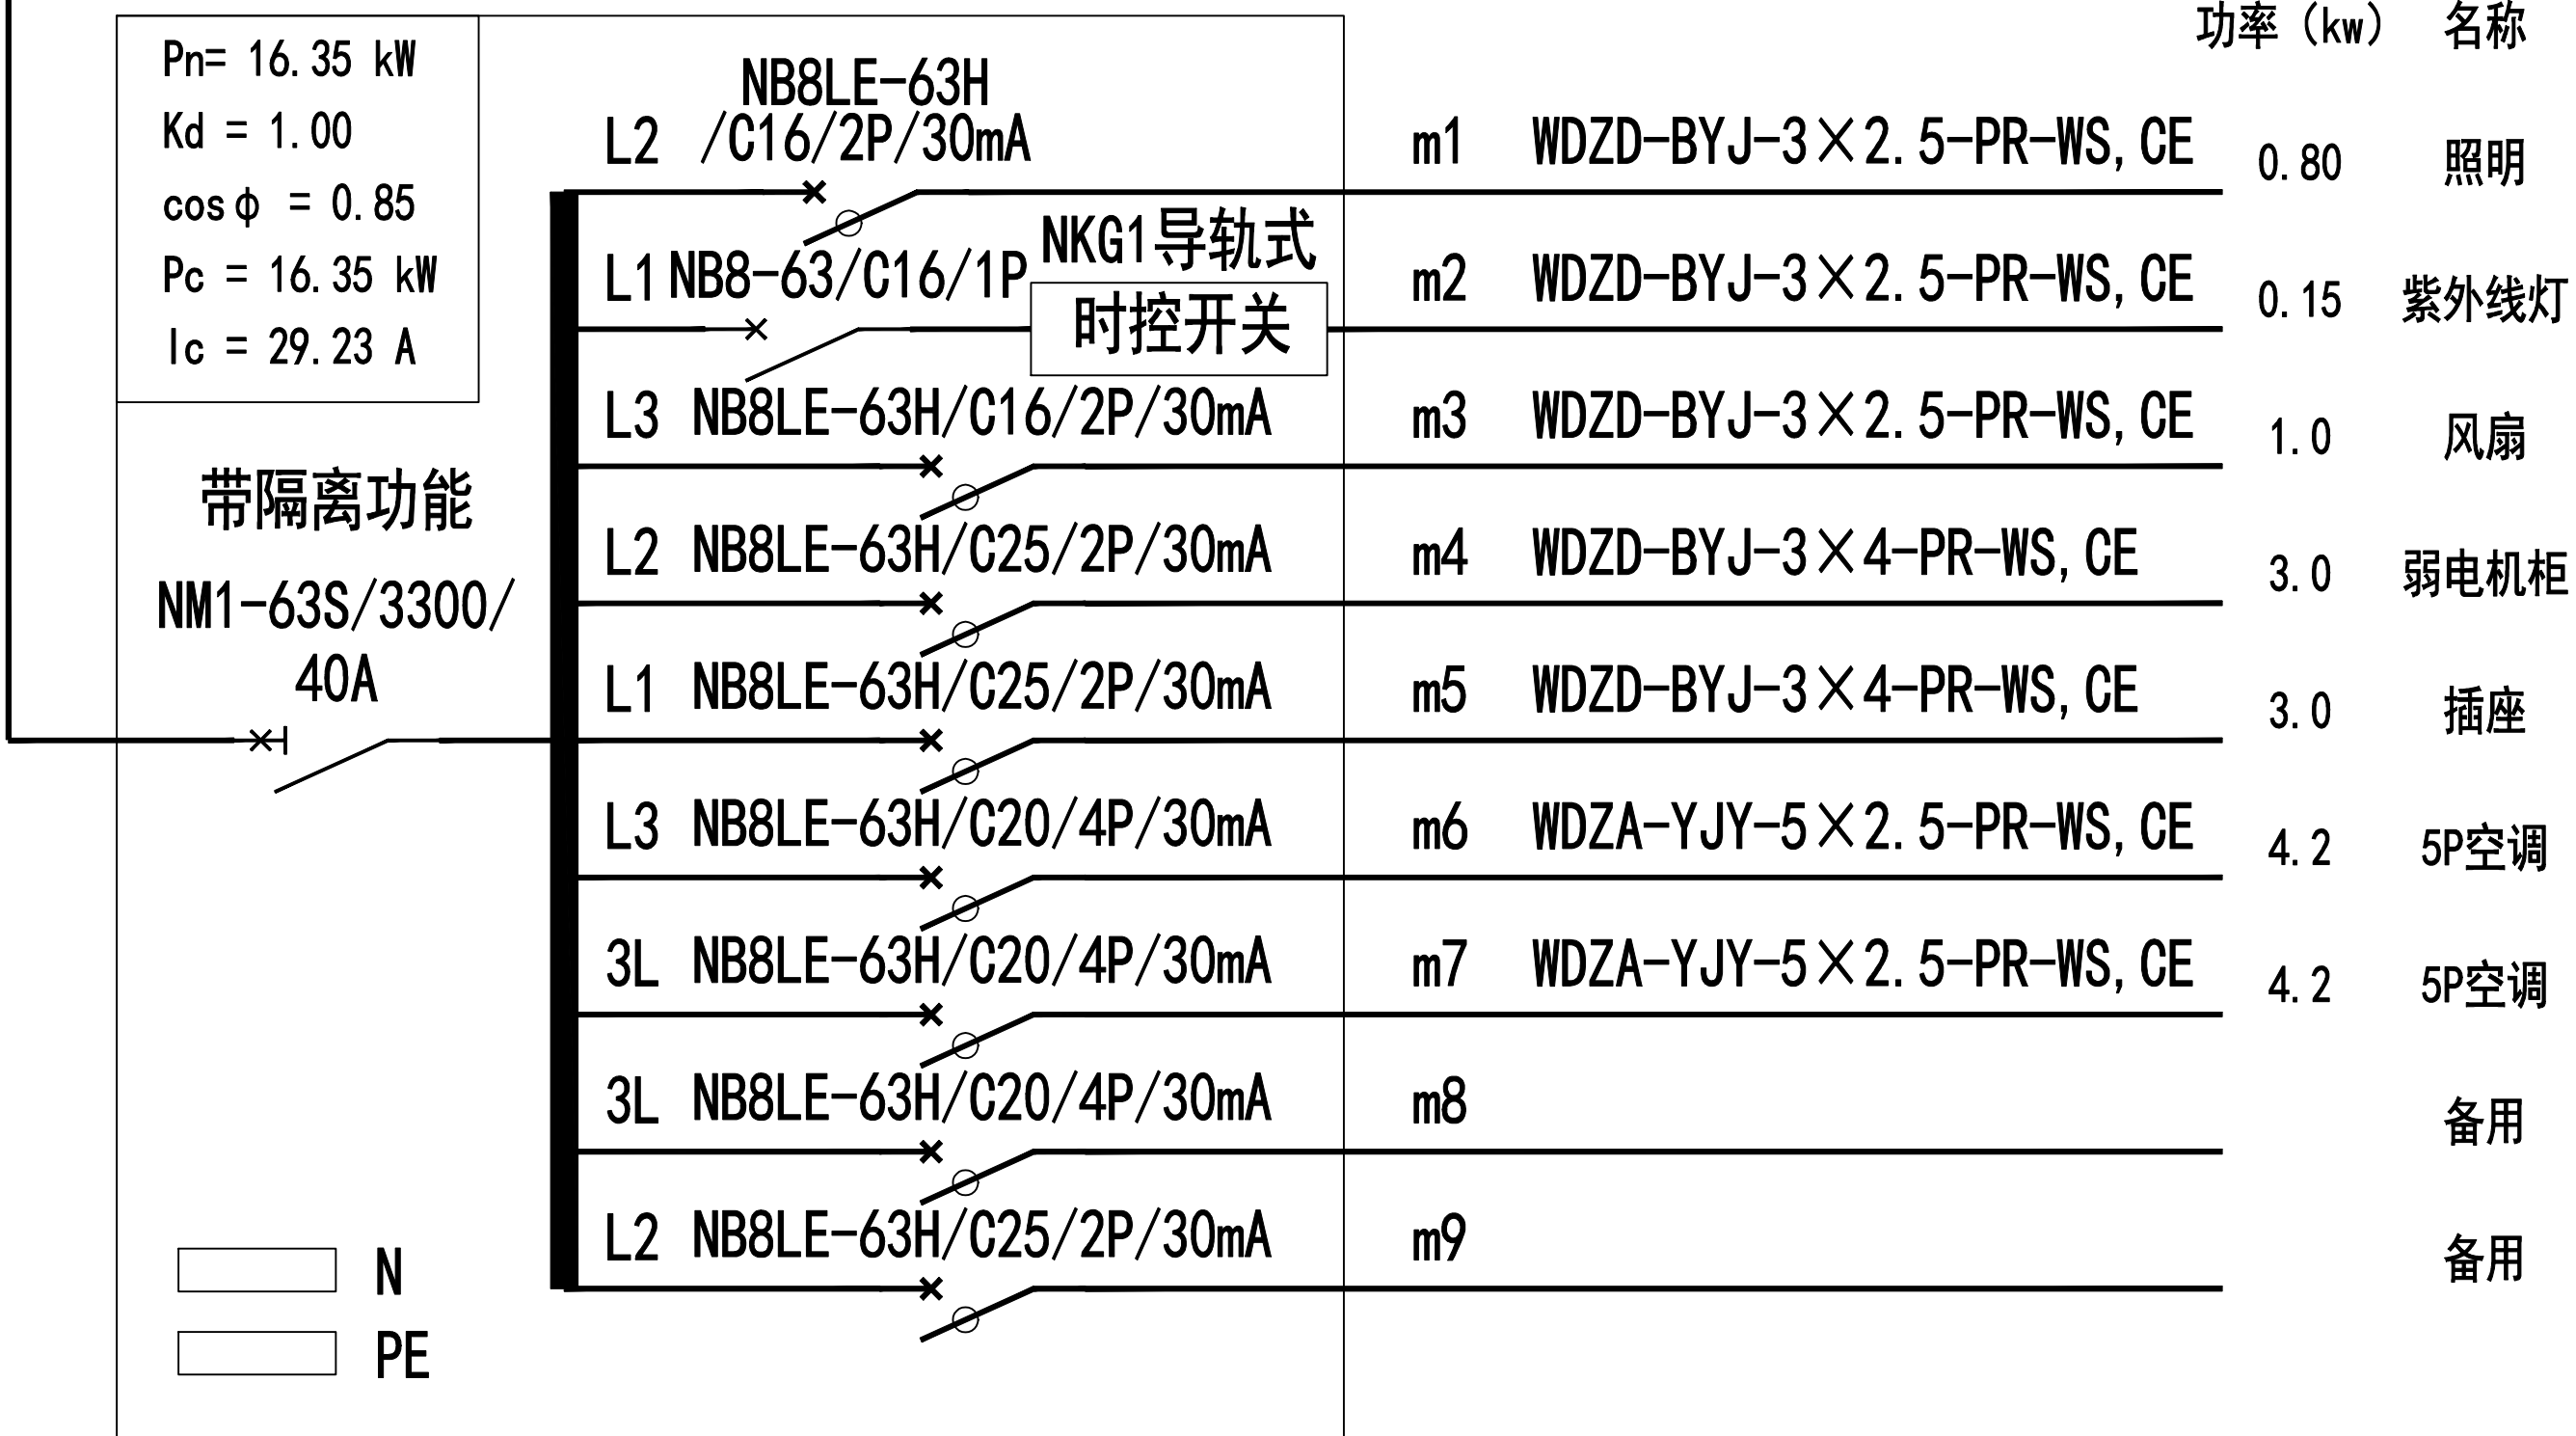 功率（kw） 名称
Pn= 16.35 kW
Kd = 1.00
cosφ = 0.85
Pc = 16.35 kW
Ic = 29.23 A
带隔离功能
NM1-63S/3300/
40A
N
PE
NB8LE-63H
L2 /C16/2P/30mA m1 WDZD-BYJ-3×2.5-PR-WS,CE 0.80 照明
NKG1导轨式
L1 NB8-63/C16/1P m2 WDZD-BYJ-3×2.5-PR-WS,CE 0.15 紫外线灯
时控开关
L3 NB8LE-63H/C16/2P/30mA m3 WDZD-BYJ-3×2.5-PR-WS,CE 1.0 风扇
L2 NB8LE-63H/C25/2P/30mA m4 WDZD-BYJ-3×4-PR-WS,CE 3.0 弱电机柜
L1 NB8LE-63H/C25/2P/30mA m5 WDZD-BYJ-3×4-PR-WS,CE 3.0 插座
L3 NB8LE-63H/C20/4P/30mA m6 WDZA-YJY-5×2.5-PR-WS,CE 4.2 5P空调
3L NB8LE-63H/C20/4P/30mA m7 WDZA-YJY-5×2.5-PR-WS,CE 4.2 5P空调
3L NB8LE-63H/C20/4P/30mA m8 备用
L2 NB8LE-63H/C25/2P/30mA m9 备用